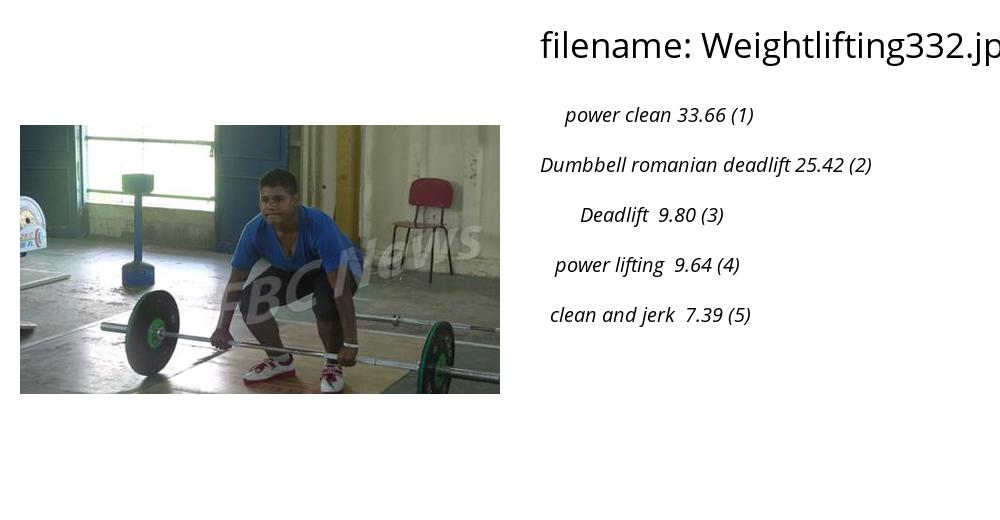 filename: Weightlifting332.jp
power clean 33.66 (1)
Dumbbell romanian deadlift 25.42 (2)
Deadlift 9.80 (3)
power lifting 9.64 (4)
clean and jerk 7.39 (5)
FBC News